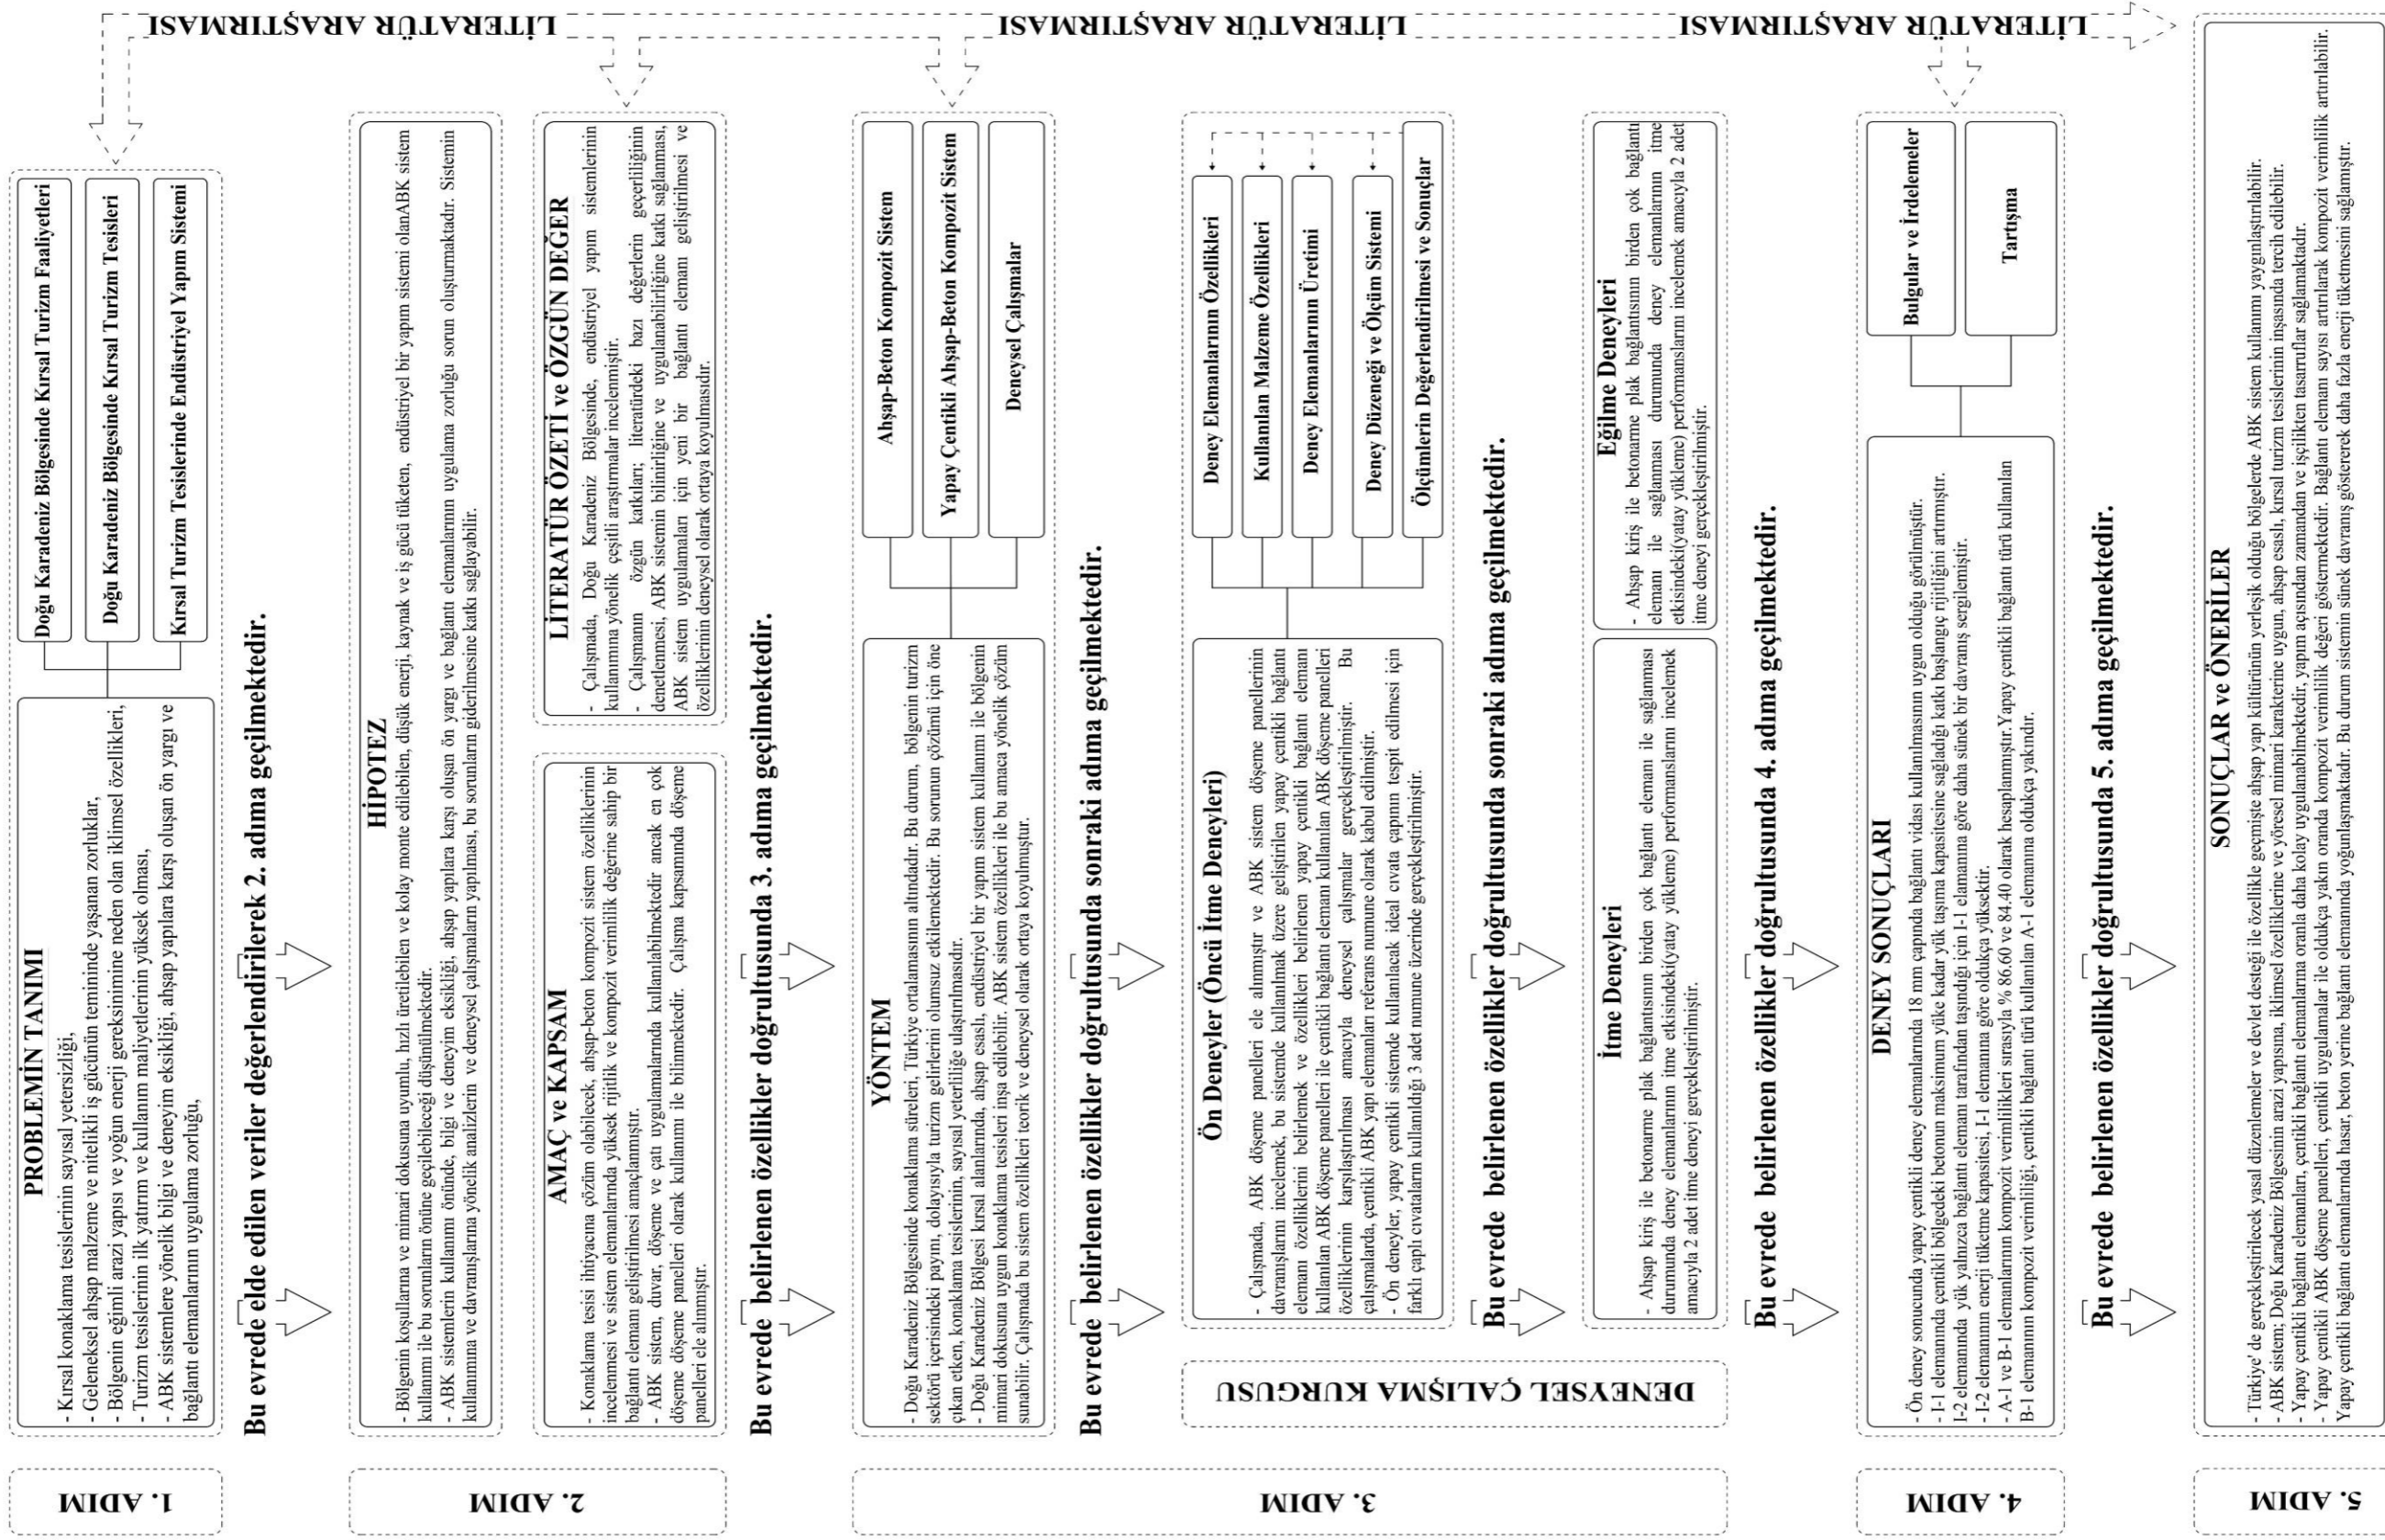 LİTERATÜR ARAŞTIRMASI
LİTERATÜR ARAŞTIRMASI
LİTERATÜR ARAŞTIRMASI
1. ADIM
PROBLEMİN TANIMI
- Kırsal konaklama tesislerinin sayısal yetersizliği,
- Geleneksel ahşap malzeme ve nitelikli iş gücünün temininde yaşanan zorluklar,
- Bölgenin eğimli arazi yapısı ve yoğun enerji gereksinimine neden olan iklimsel özellikleri,
- Turizm tesislerinin ilk yatırım ve kullanım maliyetlerinin yüksek olması,
- ABK sistemlere yönelik bilgi ve deneyim eksikliği, ahşap yapılara karşı oluşan ön yargı ve
bağlantı elemanlarının uygulama zorluğu,
Doğu Karadeniz Bölgesinde Kırsal Turizm Faaliyetleri
Doğu Karadeniz Bölgesinde Kırsal Turizm Tesisleri
Kırsal Turizm Tesislerinde Endüstriyel Yapım Sistemi
Bu evrede elde edilen veriler değerlendirilerek 2. adıma geçilmektedir.
2. ADIM
HİPOTEZ
- Bölgenin koşullarına ve mimari dokusuna uyumlu, hızlı üretilebilen ve kolay monte edilebilen, düşük enerji, kaynak ve iş gücü tüketen, endüstriyel bir yapım sistemi olanABK sistem
kullanımı ile bu sorunların önüne geçilebileceği düşünülmektedir.
- ABK sistemlerin kullanımı önünde, bilgi ve deneyim eksikliği, ahşap yapılara karşı oluşan ön yargı ve bağlantı elemanlarının uygulama zorluğu sorun oluşturmaktadır. Sistemin
kullanımına ve davranışlarına yönelik analizlerin ve deneysel çalışmaların yapılması, bu sorunların giderilmesine katkı sağlayabilir.
AMAÇ ve KAPSAM
- Konaklama tesisi ihtiyacına çözüm olabilecek, ahşap-beton kompozit sistem özelliklerinin
incelenmesi ve sistem elemanlarında yüksek rijitlik ve kompozit verimlilik değerine sahip bir
bağlantı elemanı geliştirilmesi amaçlanmıştır.
- ABK sistem, duvar, döşeme ve çatı uygulamalarında kullanılabilmektedir ancak en çok
döşeme döşeme panelleri olarak kullanımı ile bilinmektedir. Çalışma kapsamında döşeme
panelleri ele alınmıştır.
LİTERATÜR ÖZETİ ve ÖZGÜN DEĞER
- Çalışmada, Doğu Karadeniz Bölgesinde, endüstriyel yapım sistemlerinin
kullanımına yönelik çeşitli araştırmalar incelenmiştir.
- Çalışmanın özgün katkıları; literatürdeki bazı değerlerin geçerliliğinin
denetlenmesi, ABK sistemin bilinirliğine ve uygulanabilirliğine katkı sağlanması,
ABK sistem uygulamaları için yeni bir bağlantı elemanı geliştirilmesi ve
özelliklerinin deneysel olarak ortaya koyulmasıdır.
Bu evrede belirlenen özellikler doğrultusunda 3. adıma geçilmektedir.
3. ADIM
YÖNTEM
- Doğu Karadeniz Bölgesinde konaklama süreleri, Türkiye ortalamasının altındadır. Bu durum, bölgenin turizm
sektörü içerisindeki payını, dolayısıyla turizm gelirlerini olumsuz etkilemektedir. Bu sorunun çözümü için öne
çıkan etken, konaklama tesislerinin, sayısal yeterliliğe ulaştırılmasıdır.
- Doğu Karadeniz Bölgesi kırsal alanlarında, ahşap esaslı, endüstriyel bir yapım sistem kullanımı ile bölgenin
mimari dokusuna uygun konaklama tesisleri inşa edilebilir. ABK sistem özellikleri ile bu amaca yönelik çözüm
sunabilir. Çalışmada bu sistem özellikleri teorik ve deneysel olarak ortaya koyulmuştur.
Ahşap-Beton Kompozit Sistem
Yapay Çentikli Ahşap-Beton Kompozit Sistem
Deneysel Çalışmalar
Bu evrede belirlenen özellikler doğrultusunda sonraki adıma geçilmektedir.
DENEYSEL ÇALIŞMA KURGUSU
Ön Deneyler (Öncü İtme Deneyleri)
- Çalışmada, ABK döşeme panelleri ele alınmıştır ve ABK sistem döşeme panellerinin
davranışlarını incelemek, bu sistemde kullanılmak üzere geliştirilen yapay çentikli bağlantı
elemanı özelliklerini belirlemek ve özellikleri belirlenen yapay çentikli bağlantı elemanı
kullanılan ABK döşeme panelleri ile çentikli bağlantı elemanı kullanılan ABK döşeme panelleri
özelliklerinin karşılaştırılması amacıyla deneysel çalışmalar gerçekleştirilmiştir. Bu
çalışmalarda, çentikli ABK yapı elemanları referans numune olarak kabul edilmiştir.
- Ön deneyler, yapay çentikli sistemde kullanılacak ideal cıvata çapının tespit edilmesi için
farklı çaplı cıvataların kullanıldığı 3 adet numune üzerinde gerçekleştirilmiştir.
Deney Elemanlarının Özellikleri
Kullanılan Malzeme Özellikleri
Deney Elemanlarının Üretimi
Deney Düzeneği ve Ölçüm Sistemi
Ölçümlerin Değerlendirilmesi ve Sonuçlar
Bu evrede belirlenen özellikler doğrultusunda sonraki adıma geçilmektedir.
İtme Deneyleri
- Ahşap kiriş ile betonarme plak bağlantısının birden çok bağlantı elemanı ile sağlanması
durumunda deney elemanlarının itme etkisindeki(yatay yükleme) performanslarını incelemek
amacıyla 2 adet itme deneyi gerçekleştirilmiştir.
Eğilme Deneyleri
- Ahşap kiriş ile betonarme plak bağlantısının birden çok bağlantı
elemanı ile sağlanması durumunda deney elemanlarının itme
etkisindeki(yatay yükleme) performanslarını incelemek amacıyla 2 adet
itme deneyi gerçekleştirilmiştir.
Bu evrede belirlenen özellikler doğrultusunda 4. adıma geçilmektedir.
4. ADIM
DENEY SONUÇLARI
- Ön deney sonucunda yapay çentikli deney elemanlarında 18 mm çapında bağlantı vidası kullanılmasının uygun olduğu görülmüştür.
- I-1 elemanında çentikli bölgedeki betonun maksimum yüke kadar yük taşıma kapasitesine sağladığı katkı başlangıç rijitliğini artırmıştır.
I-2 elemanında yük yalnızca bağlantı elemanı tarafından taşındığı için I-1 elamanına göre daha sünek bir davranış sergilemiştir.
- I-2 elemanının enerji tüketme kapasitesi, I-1 elemanına göre oldukça yüksektir.
- A-1 ve B-1 elemanlarının kompozit verimlilikleri sırasıyla % 86.60 ve 84.40 olarak hesaplanmıştır. Yapay çentikli bağlantı türü kullanılan
B-1 elemanının kompozit verimliliği, çentikli bağlantı türü kullanılan A-1 elemanına oldukça yakındır.
Bulgular ve İrdelemeler
Tartışma
Bu evrede belirlenen özellikler doğrultusunda 5. adıma geçilmektedir.
5. ADIM
SONUÇLAR ve ÖNERİLER
- Türkiye' de gerçekleştirilecek yasal düzenlemeler ve devlet desteği ile özellikle geçmişte ahşap yapı kültürünün yerleşik olduğu bölgelerde ABK sistem kullanımı yaygınlaştırılabilir.
- ABK sistem; Doğu Karadeniz Bölgesinin arazi yapısına, iklimsel özelliklerine ve yöresel mimari karakterine uygun, ahşap esaslı, kırsal turizm tesislerinin inşasında tercih edilebilir.
- Yapay çentikli bağlantı elemanları, çentikli bağlantı elemanlarına oranla daha kolay uygulanabilmektedir, yapım açısından zamandan ve işçilikten tasarruflar sağlamaktadır.
- Yapay çentikli ABK döşeme panelleri, çentikli uygulamalar ile oldukça yakın oranda kompozit verimlilik değeri göstermektedir. Bağlantı elemanı sayısı artırılarak kompozit verimlilik artırılabilir.
Yapay çentikli bağlantı elemanlarında hasar, beton yerine bağlantı elemanında yoğunlaşmaktadır. Bu durum sistemin sünek davranış göstererek daha fazla enerji tüketmesini sağlamıştır.